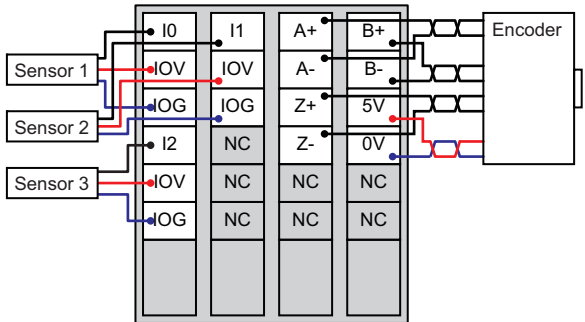 I0 I1 A+ B+ Encoder
Sensor 1 IOV IOV A- B-
IOG IOG Z+ 5V
Sensor 2
I2 NC Z- 0V
Sensor 3 IOV NC NC NC
IOG NC NC NC